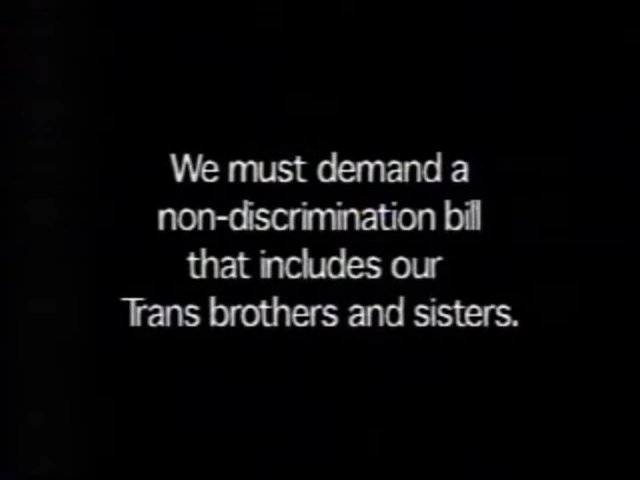 We must demand a
non-discrimination bill
that includes our
Trans brothers and sisters.